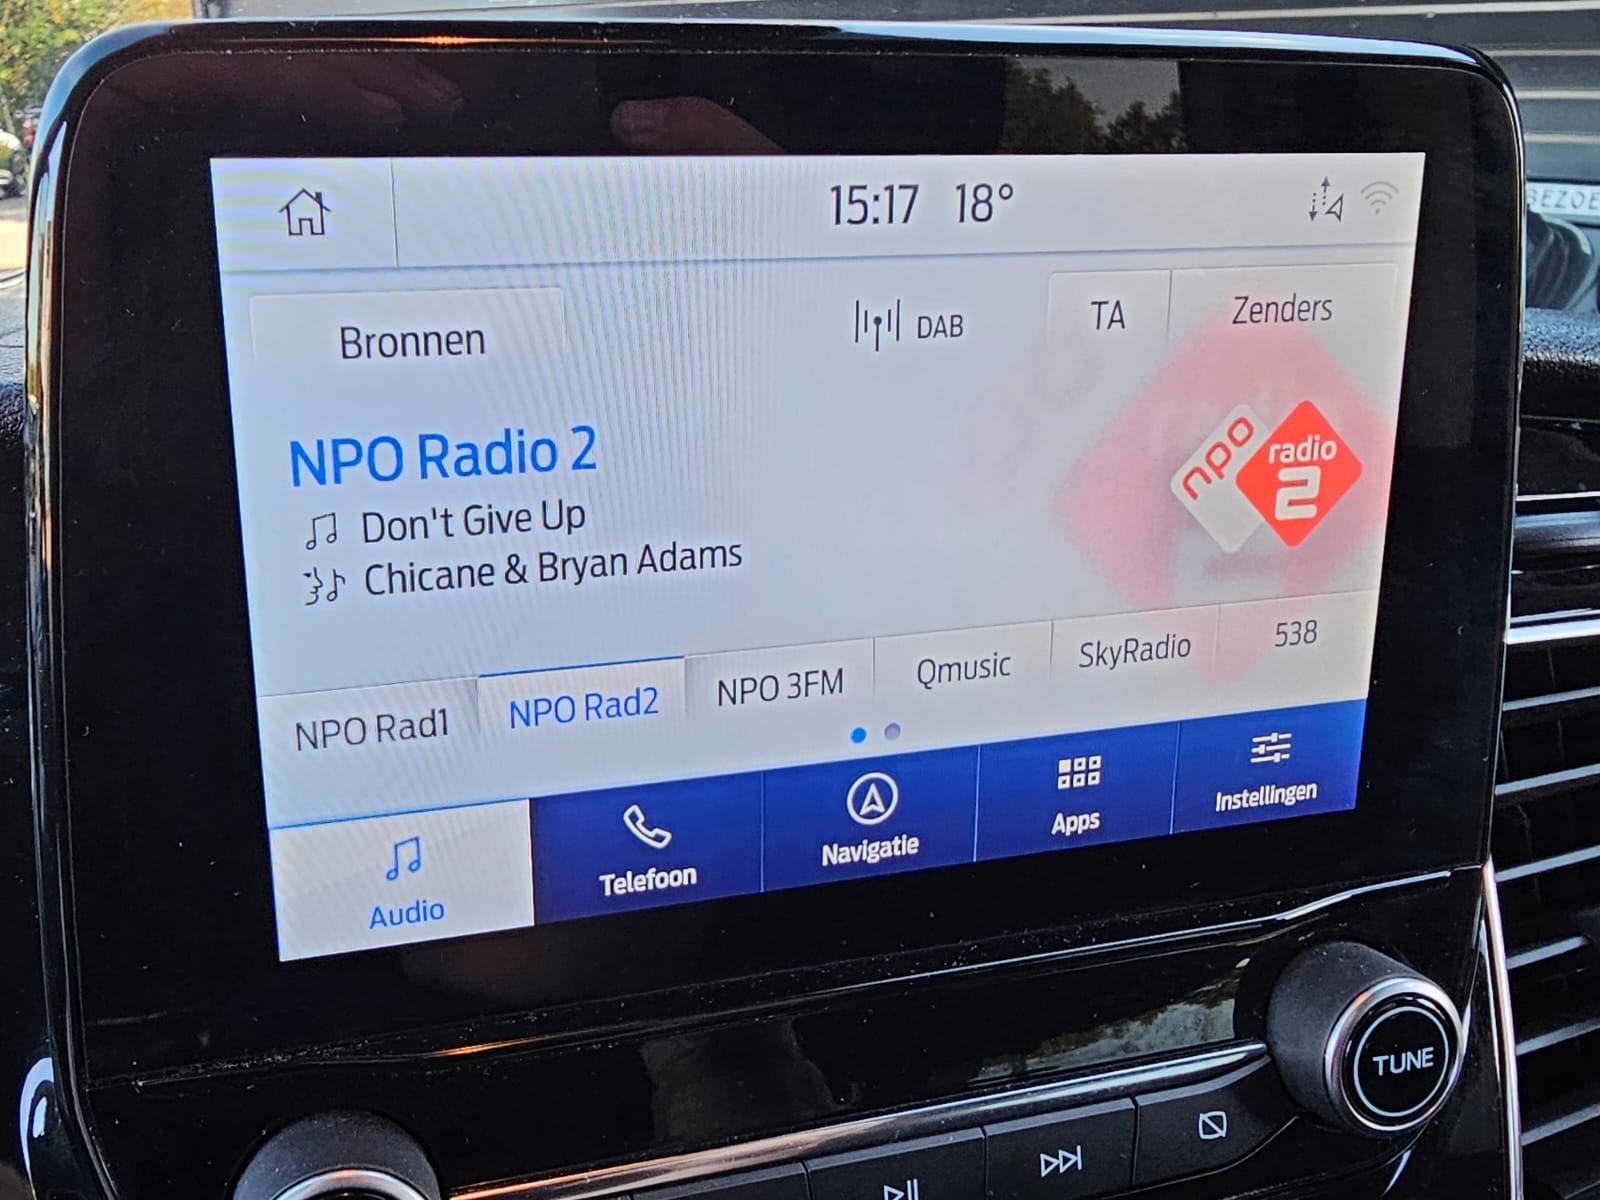 15:17 18°
Bronnen
DAB
TA
Zenders
NPO Radio 2
Don't Give Up
Chicane & Bryan Adams
npo
radio
2
NPO Rad1
NPO Rad2
NPO 3FM
Qmusic
SkyRadio
538
Audio
Telefoon
Navigatie
Apps
Instellingen
TUNE